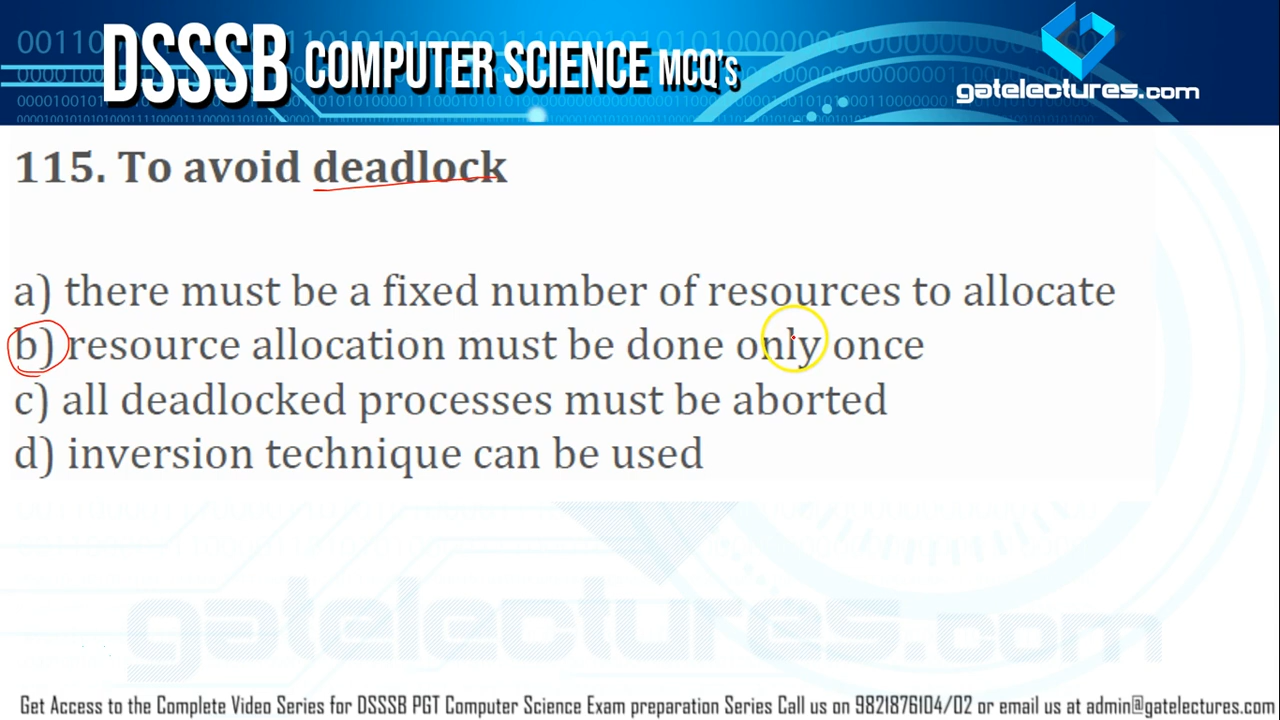 DSSSB COMPUTER SCIENCE MCQ's
gatelectures.com
115. To avoid deadlock
a) there must be a fixed number of resources to allocate
b) resource allocation must be done only once
c) all deadlocked processes must be aborted
d) inversion technique can be used
gatelectures.com
Get Access to the Complete Video Series for DSSSB PGT Computer Science Exam preparation Series Call us on 9821876104/02 or email us at admin@gatelectures.com